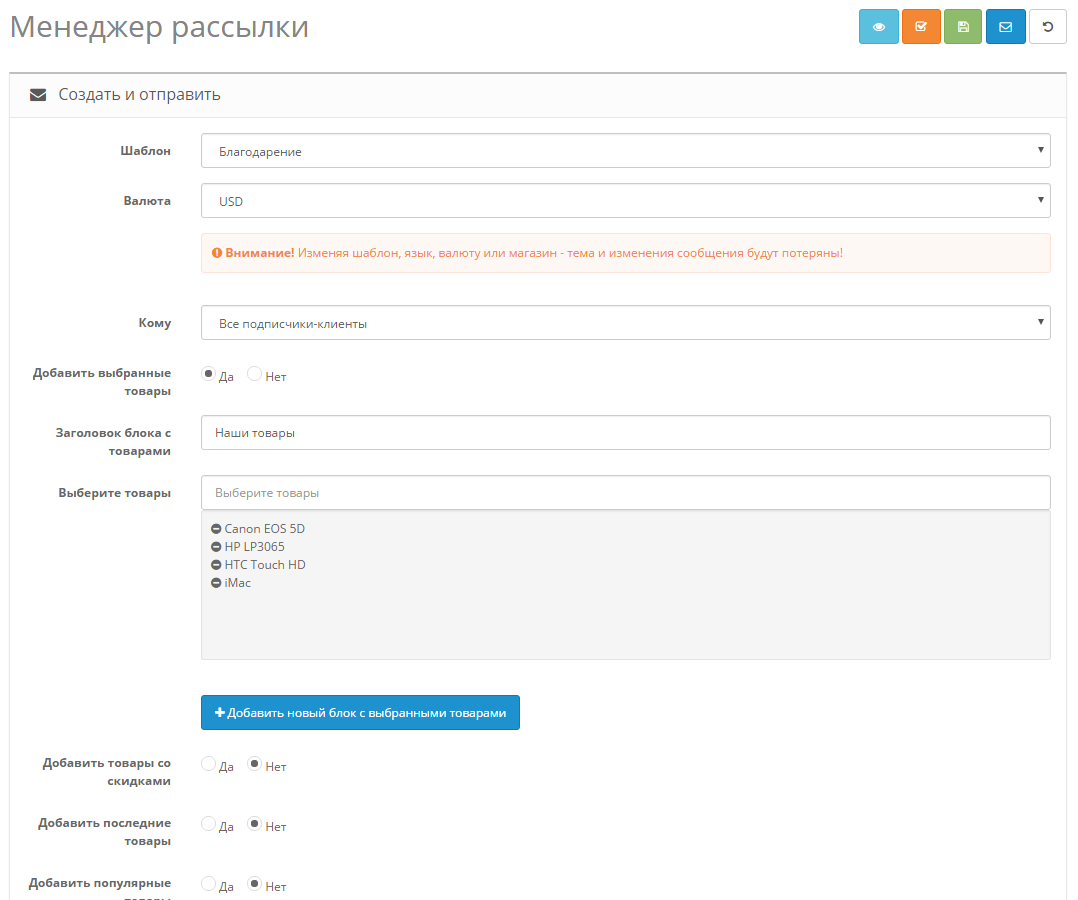 Менеджер рассылки
Создать и отправить
Шаблон
Благодарение
Валюта
USD
Внимание! Изменяя шаблон, язык, валюту или магазин - тема и изменения сообщения будут потеряны!
Кому
Все подписчики-клиенты
Добавить выбранные
товары
Да Нет
Заголовок блока с
товарами
Наши товары
Выберите товары
Выберите товары
Canon EOS 5D
HP LP3065
HTC Touch HD
iMac
Добавить новый блок с выбранными товарами
Добавить товары со
скидками
Да Нет
Добавить последние
товары
Да Нет
Добавить популярные
Да Нет